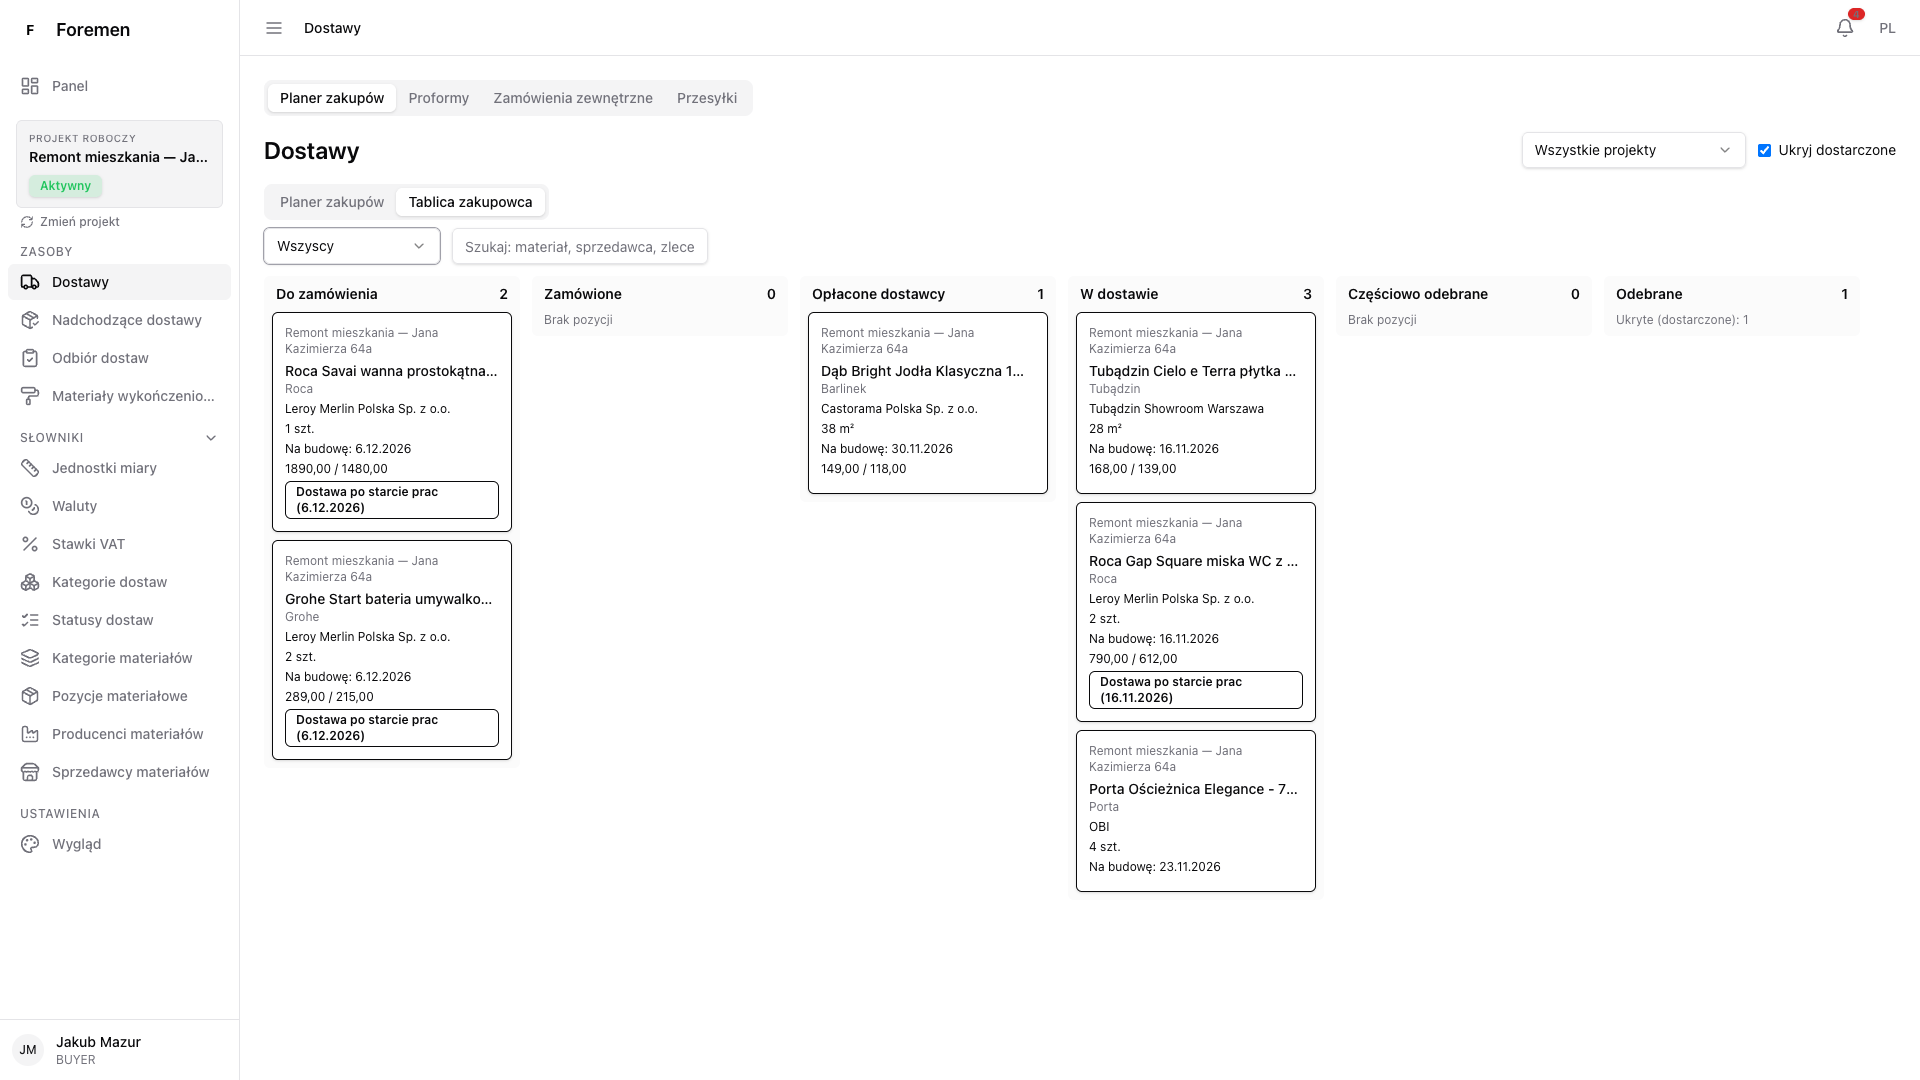 F
Foremen
Dostawy
PL
Panel
PROJEKT ROBOCZY
Remont mieszkania — Ja...
Aktywny
Zmień projekt
ZASOBY
Dostawy
Nadchodzące dostawy
Odbiór dostaw
Materiały wykończenio...
SŁOWNIKI
Jednostki miary
Waluty
Stawki VAT
Kategorie dostaw
Statusy dostaw
Kategorie materiałów
Pozycje materiałowe
Producenci materiałów
Sprzedawcy materiałów
USTAWIENIA
Wygląd
JM
Jakub Mazur
BUYER
Planer zakupów
Proformy
Zamówienia zewnętrzne
Przesyłki
Dostawy
Wszystkie projekty
Ukryj dostarczone
Planer zakupów
Tablica zakupowca
Wszyscy
Szukaj: materiał, sprzedawca, zlece
Do zamówienia 2
Remont mieszkania — Jana
Kazimierza 64a
Roca Savai wanna prostokątna...
Roca
Leroy Merlin Polska Sp. z o.o.
1 szt.
Na budowę: 6.12.2026
1890,00 / 1480,00
Dostawa po starcie prac
(6.12.2026)
Remont mieszkania — Jana
Kazimierza 64a
Grohe Start bateria umywalko...
Grohe
Leroy Merlin Polska Sp. z o.o.
2 szt.
Na budowę: 6.12.2026
289,00 / 215,00
Dostawa po starcie prac
(6.12.2026)
Zamówione 0
Brak pozycji
Opłacone dostawcy 1
Remont mieszkania — Jana
Kazimierza 64a
Dąb Bright Jodła Klasyczna 1...
Barlinek
Castorama Polska Sp. z o.o.
38 m²
Na budowę: 30.11.2026
149,00 / 118,00
W dostawie 3
Remont mieszkania — Jana
Kazimierza 64a
Tubądzin Cielo e Terra płytka ...
Tubądzin
Tubądzin Showroom Warszawa
28 m²
Na budowę: 16.11.2026
168,00 / 139,00
Remont mieszkania — Jana
Kazimierza 64a
Roca Gap Square miska WC z ...
Roca
Leroy Merlin Polska Sp. z o.o.
2 szt.
Na budowę: 16.11.2026
790,00 / 612,00
Dostawa po starcie prac
(16.11.2026)
Remont mieszkania — Jana
Kazimierza 64a
Porta Ościeżnica Elegance - 7...
Porta
OBI
4 szt.
Na budowę: 23.11.2026
Częściowo odebrane 0
Brak pozycji
Odebrane 1
Ukryte (dostarczone): 1